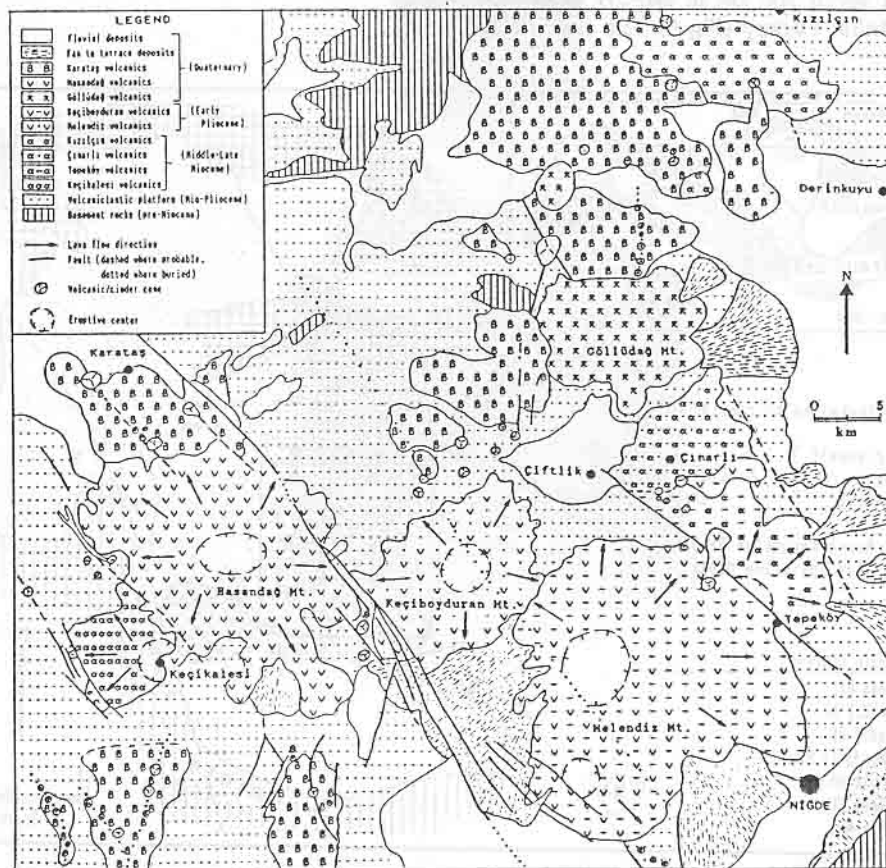 LEGEND
Fluvial deposits
Fan to terrace deposits
Karataş volcanics
Hasandağ volcanics
Göllüdağ volcanics
(Quaternary)
Keçiboyduran volcanics
Melendiz volcanics
(Early Pliocene)
Kızılçın volcanics
Çınarlı volcanics
Tepeköy volcanics
Keçikalesi volcanics
(Middle-Late Miocene)
Volcaniclastic platform (Mio-Pliocene)
Basement rocks (pre-Miocene)
Lava flow direction
Fault (dashed where probable,
dotted where buried)
Volcanic/cinder cone
Eruptive center
Kızılçın
Derinkuyu
N
Karataş
Göllüdağ Mt.
0 5
km
Çiftlik
Çınarlı
Hasandağ Mt.
Keçiboyduran Mt.
Tepeköy
Keçikalesi
Melendiz Mt.
NİĞDE